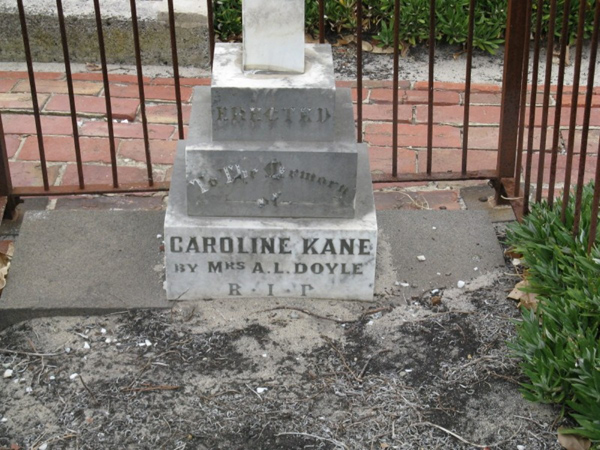 ERECTED
To The Memory
of
CAROLINE KANE
BY MRS A. L. DOYLE
R · I · P